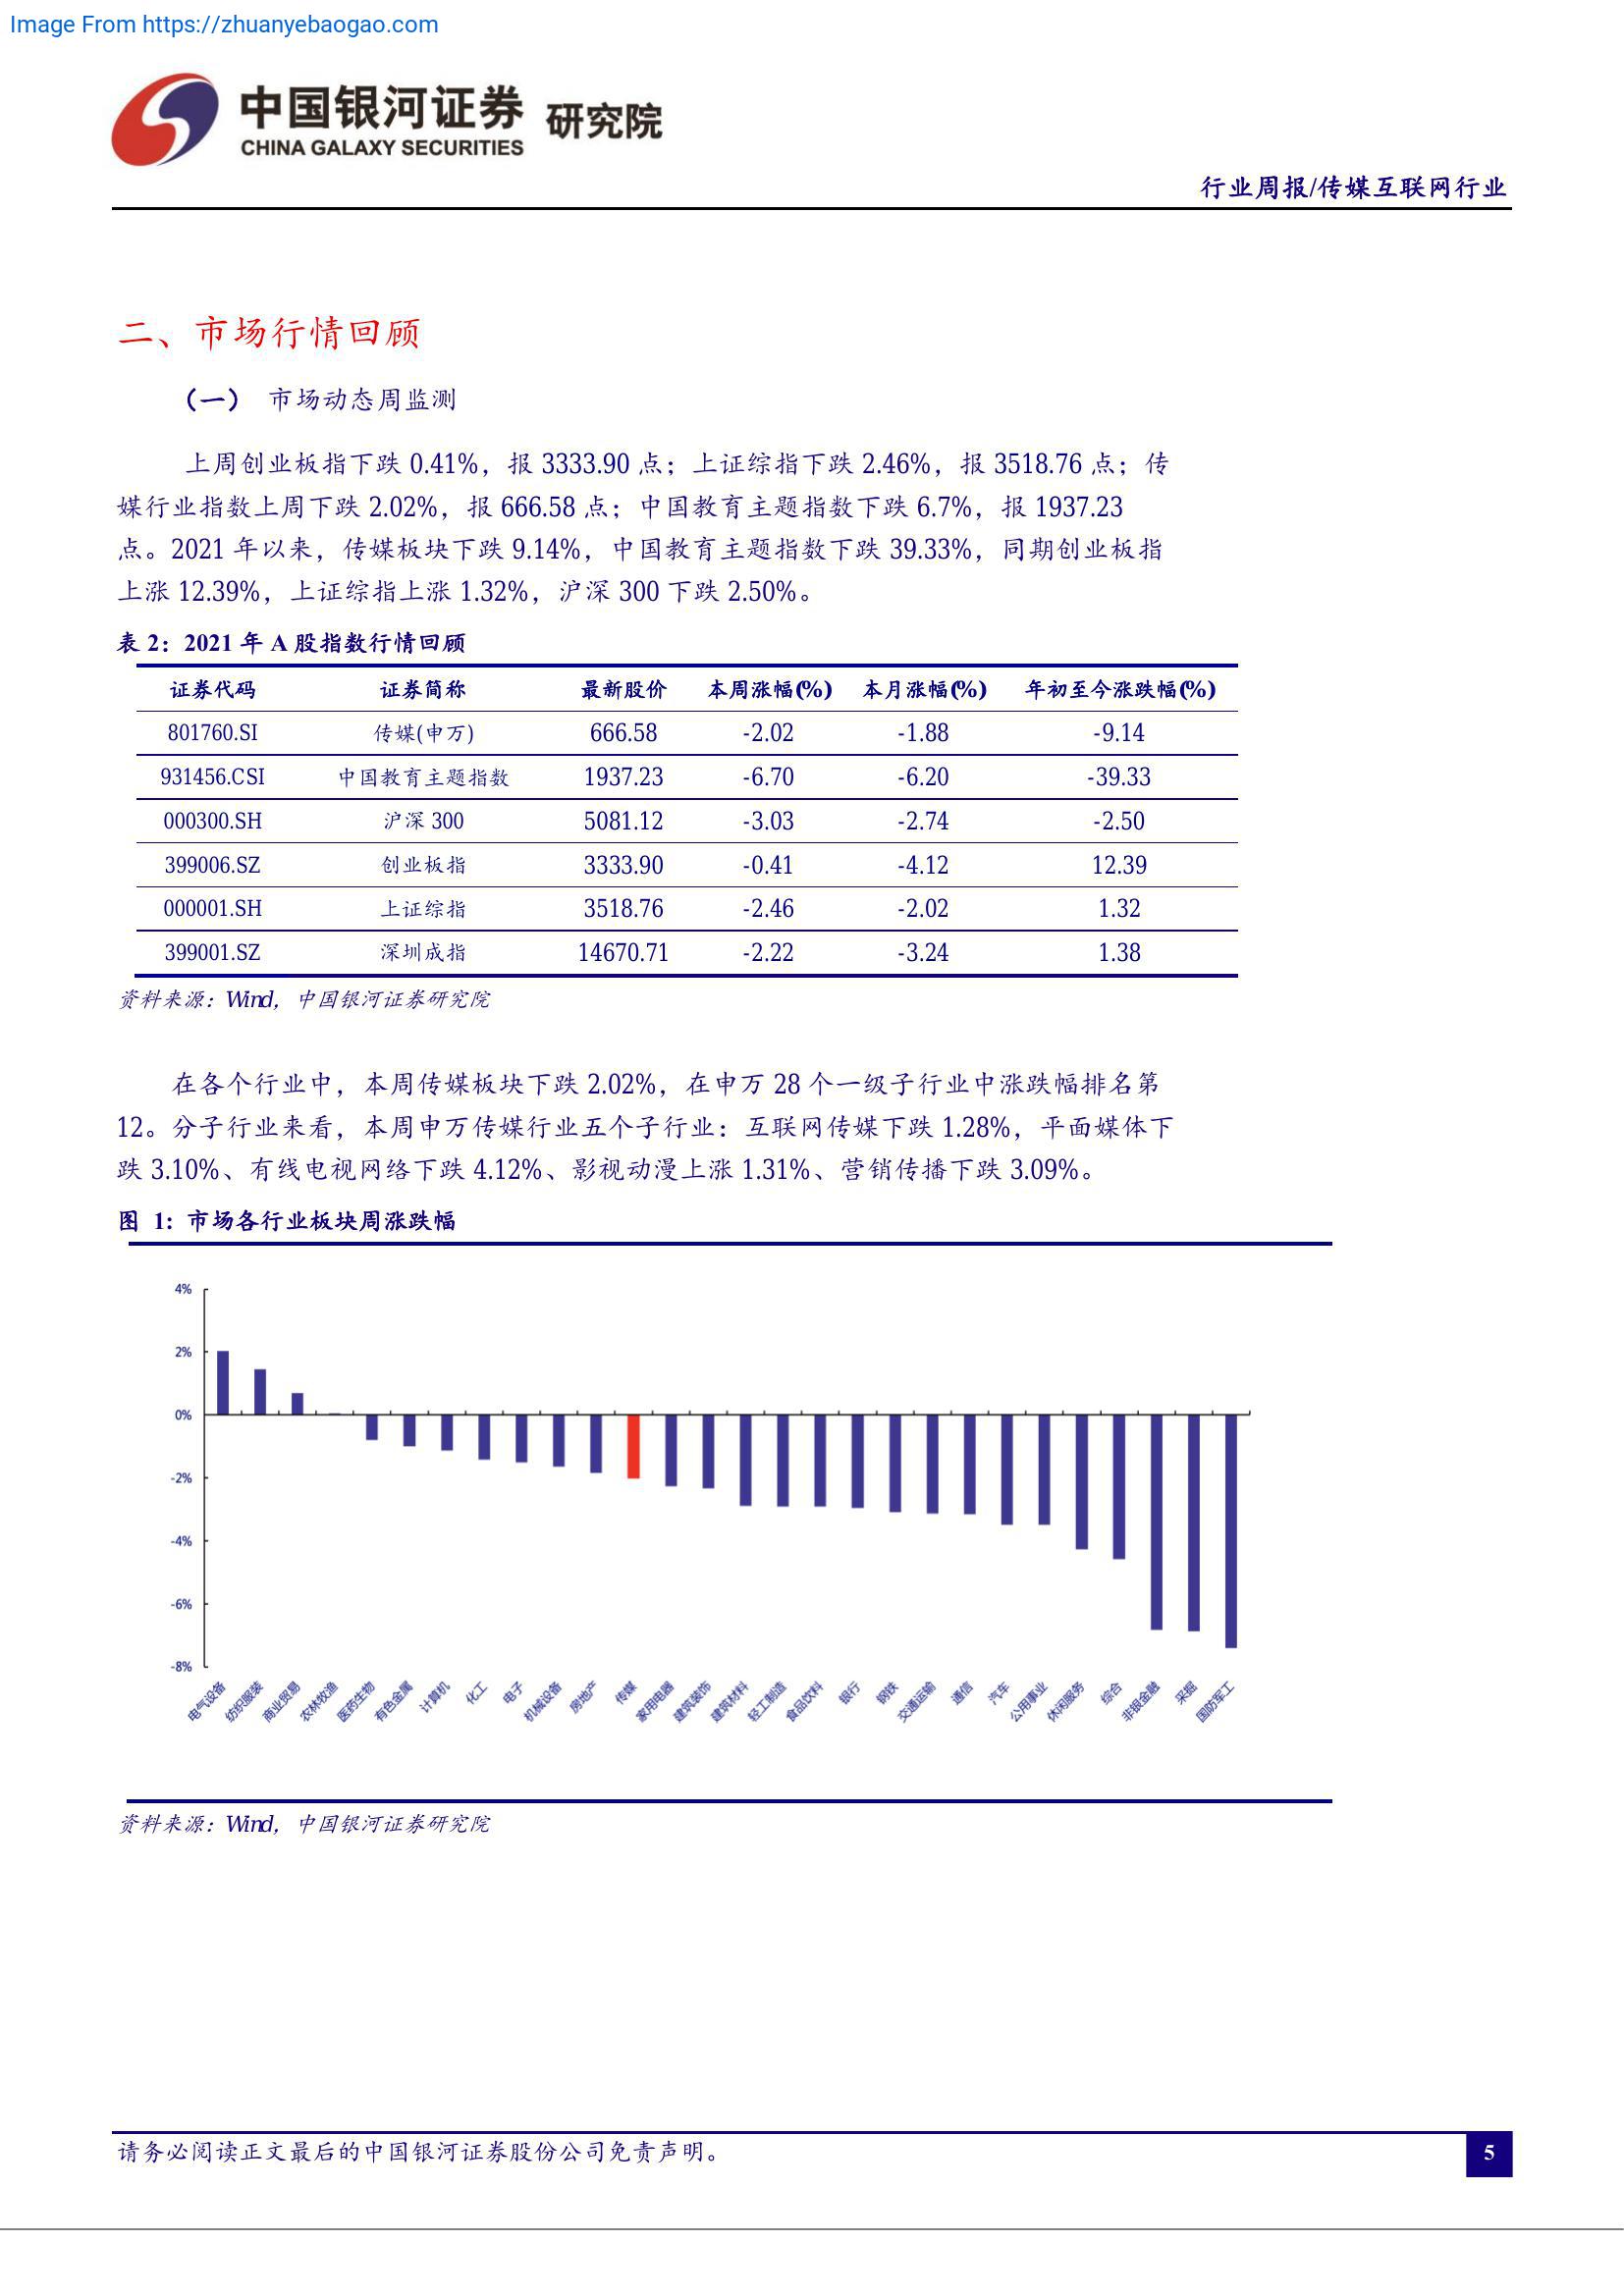 Image From https://zhuanyebaogao.com
中国银河证券 研究院
CHINA GALAXY SECURITIES
行业周报/传媒互联网行业
二、市场行情回顾
（一） 市场动态周监测
上周创业板指下跌 0.41%，报 3333.90 点；上证综指下跌 2.46%，报 3518.76 点；传
媒行业指数上周下跌 2.02%，报 666.58 点；中国教育主题指数下跌 6.7%，报 1937.23
点。2021 年以来，传媒板块下跌 9.14%，中国教育主题指数下跌 39.33%，同期创业板指
上涨 12.39%，上证综指上涨 1.32%，沪深 300 下跌 2.50%。
表 2：2021 年 A 股指数行情回顾
证券代码 证券简称 最新股价 本周涨幅(%) 本月涨幅(%) 年初至今涨跌幅(%)
801760.SI 传媒(申万) 666.58 -2.02 -1.88 -9.14
931456.CSI 中国教育主题指数 1937.23 -6.70 -6.20 -39.33
000300.SH 沪深 300 5081.12 -3.03 -2.74 -2.50
399006.SZ 创业板指 3333.90 -0.41 -4.12 12.39
000001.SH 上证综指 3518.76 -2.46 -2.02 1.32
399001.SZ 深圳成指 14670.71 -2.22 -3.24 1.38
资料来源：Wind，中国银河证券研究院
在各个行业中，本周传媒板块下跌 2.02%，在申万 28 个一级子行业中涨跌幅排名第
12。分子行业来看，本周申万传媒行业五个子行业：互联网传媒下跌 1.28%，平面媒体下
跌 3.10%、有线电视网络下跌 4.12%、影视动漫上涨 1.31%、营销传播下跌 3.09%。
图 1：市场各行业板块周涨跌幅
4%
2%
0%
-2%
-4%
-6%
-8%
电气设备 纺织服装 商业贸易 农林牧渔 医药生物 有色金属 计算机 化工 电子 机械设备 房地产 传媒 家用电器 建筑装饰 建筑材料 轻工制造 食品饮料 银行 钢铁 交通运输 通信 汽车 公用事业 休闲服务 综合 非银金融 采掘 国防军工
资料来源：Wind，中国银河证券研究院
请务必阅读正文最后的中国银河证券股份公司免责声明。
5